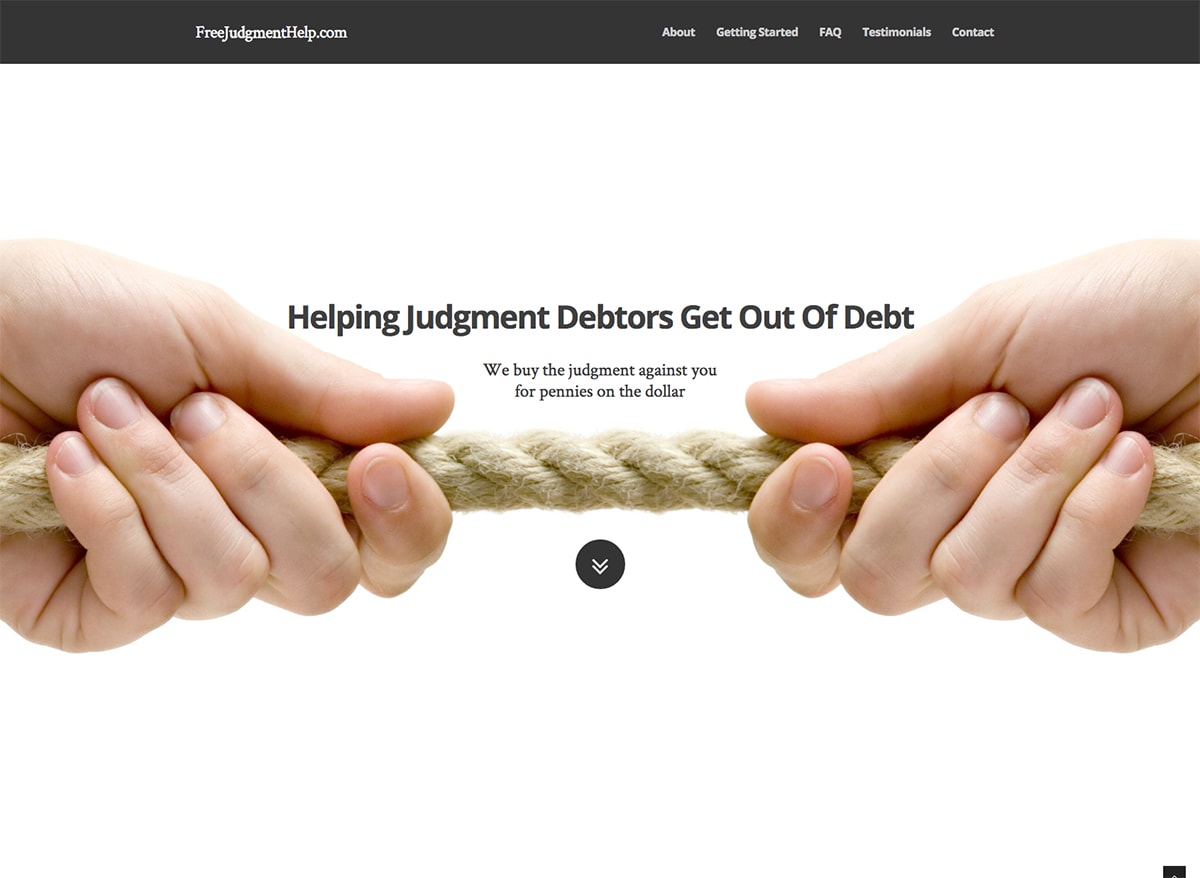 FreeJudgmentHelp.com
About Getting Started FAQ Testimonials Contact
Helping Judgment Debtors Get Out Of Debt
We buy the judgment against you
for pennies on the dollar